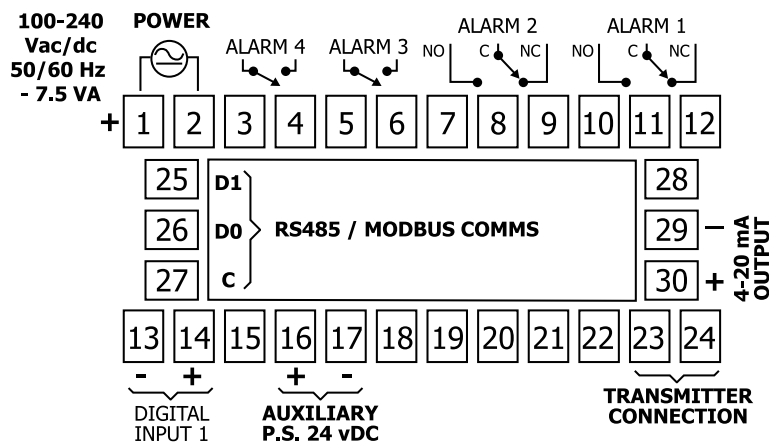 100-240
Vac/dc
50/60 Hz
- 7.5 VA
POWER
ALARM 4
ALARM 3
ALARM 2
NO C NC
ALARM 1
NO C NC
+ 1 2 3 4 5 6 7 8 9 10 11 12
25 D1
26 D0
27 C
RS485 / MODBUS COMMS
28
29 −
30 +
4-20 mA
OUTPUT
13 14 15 16 17 18 19 20 21 22 23 24
- +
DIGITAL
INPUT 1
+ -
AUXILIARY
P.S. 24 vDC
TRANSMITTER
CONNECTION